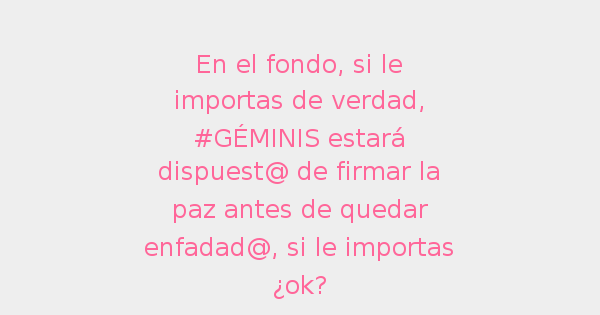 En el fondo, si le
importas de verdad,
#GÉMINIS estará
dispuest@ de firmar la
paz antes de quedar
enfadad@, si le importas
¿ok?